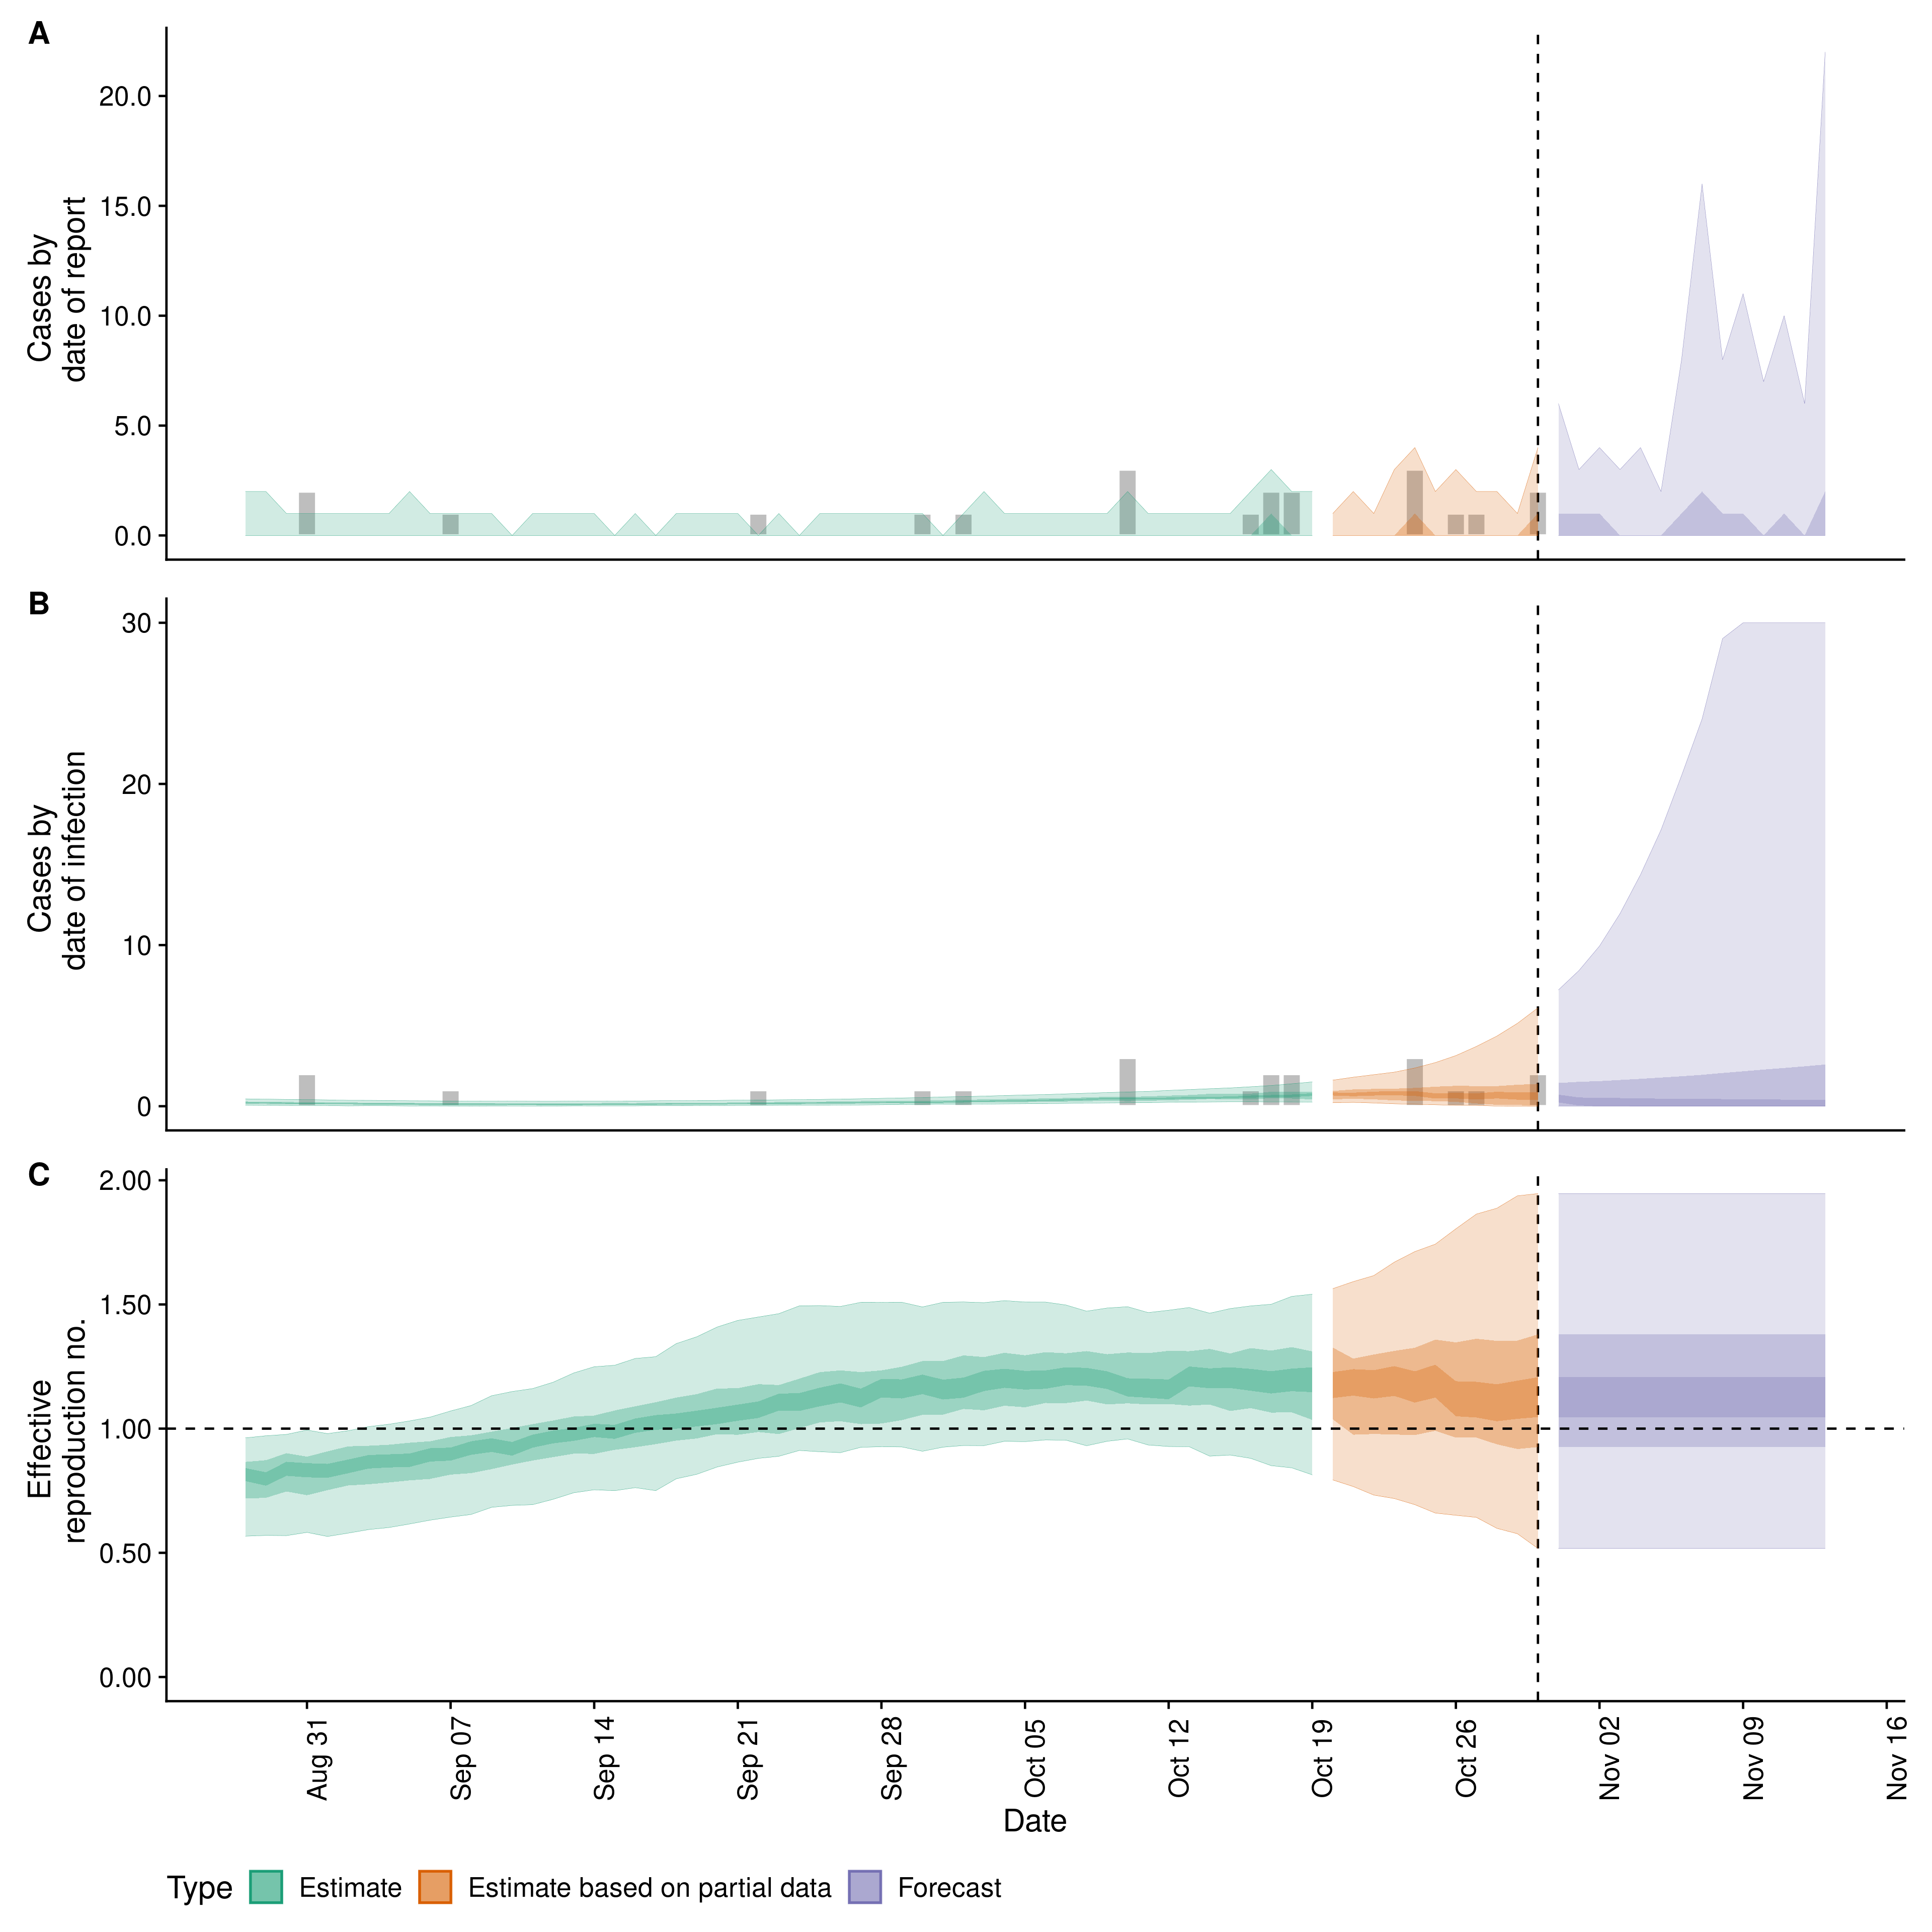 A
Cases by
date of report
20.0
15.0
10.0
5.0
0.0
B
Cases by
date of infection
30
20
10
0
C
Effective
reproduction no.
2.00
1.50
1.00
0.50
0.00
Aug 31
Sep 07
Sep 14
Sep 21
Sep 28
Oct 05
Oct 12
Oct 19
Oct 26
Nov 02
Nov 09
Nov 16
Date
Type Estimate Estimate based on partial data Forecast